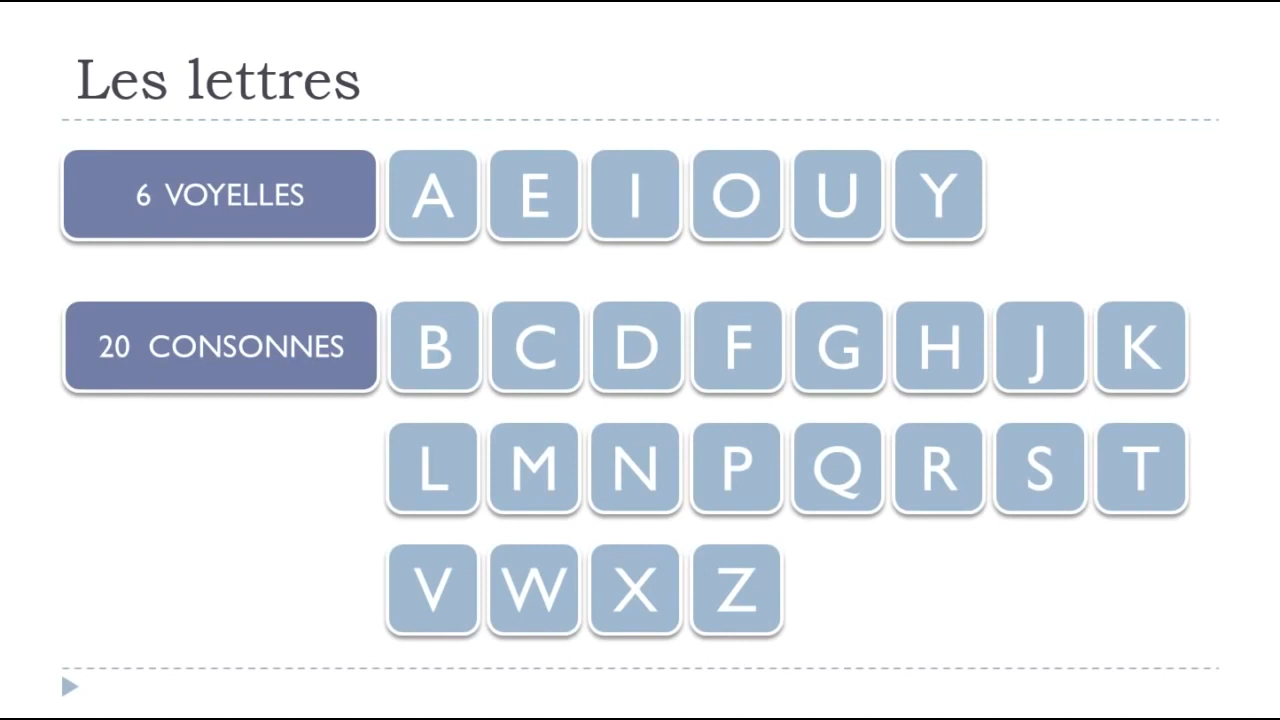 Les lettres
6 VOYELLES A E I O U Y
20 CONSONNES B C D F G H J K
L M N P Q R S T
V W X Z